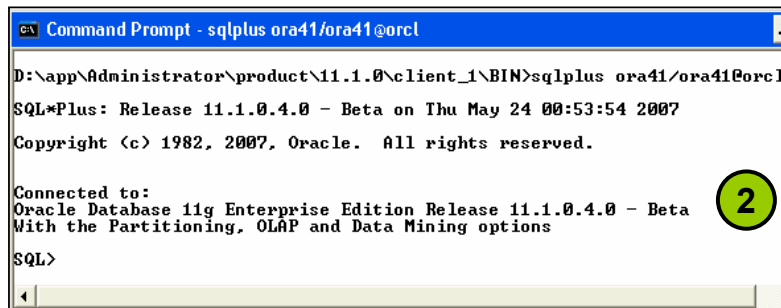 Command Prompt - sqlplus ora41/ora41@orcl
D:\app\Administrator\product\11.1.0\client_1\BIN>sqlplus ora41/ora41@orcl
SQL*Plus: Release 11.1.0.4.0 - Beta on Thu May 24 00:53:54 2007
Copyright (c) 1982, 2007, Oracle.  All rights reserved.
Connected to:
Oracle Database 11g Enterprise Edition Release 11.1.0.4.0 - Beta
With the Partitioning, OLAP and Data Mining options
2
SQL>